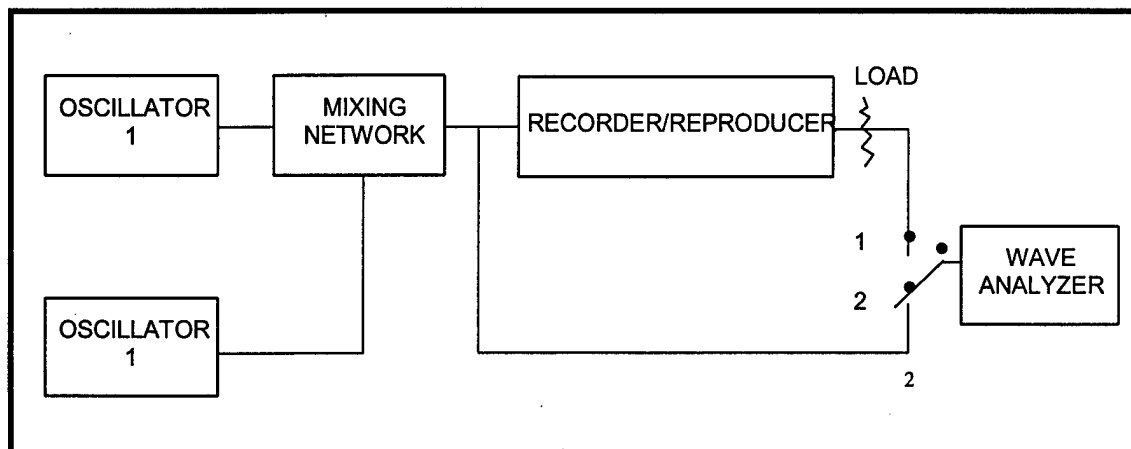 OSCILLATOR
1
MIXING
NETWORK
RECORDER/REPRODUCER
LOAD
OSCILLATOR
1
1
2
2
WAVE
ANALYZER